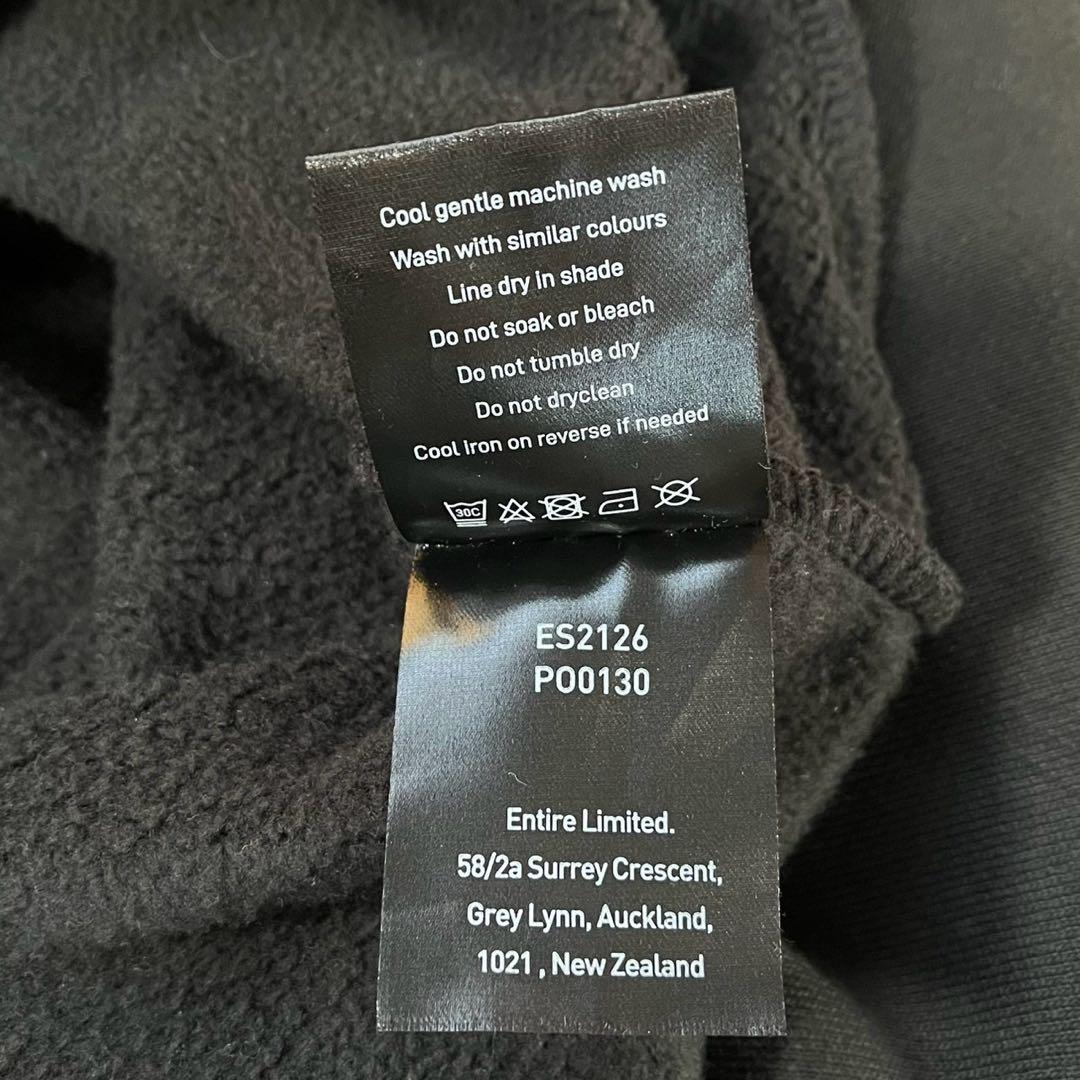 Cool gentle machine wash
Wash with similar colours
Line dry in shade
Do not soak or bleach
Do not tumble dry
Do not dryclean
Cool Iron on reverse if needed
30C
ES2126
PO0130
Entire Limited.
58/2a Surrey Crescent,
Grey Lynn, Auckland,
1021 , New Zealand